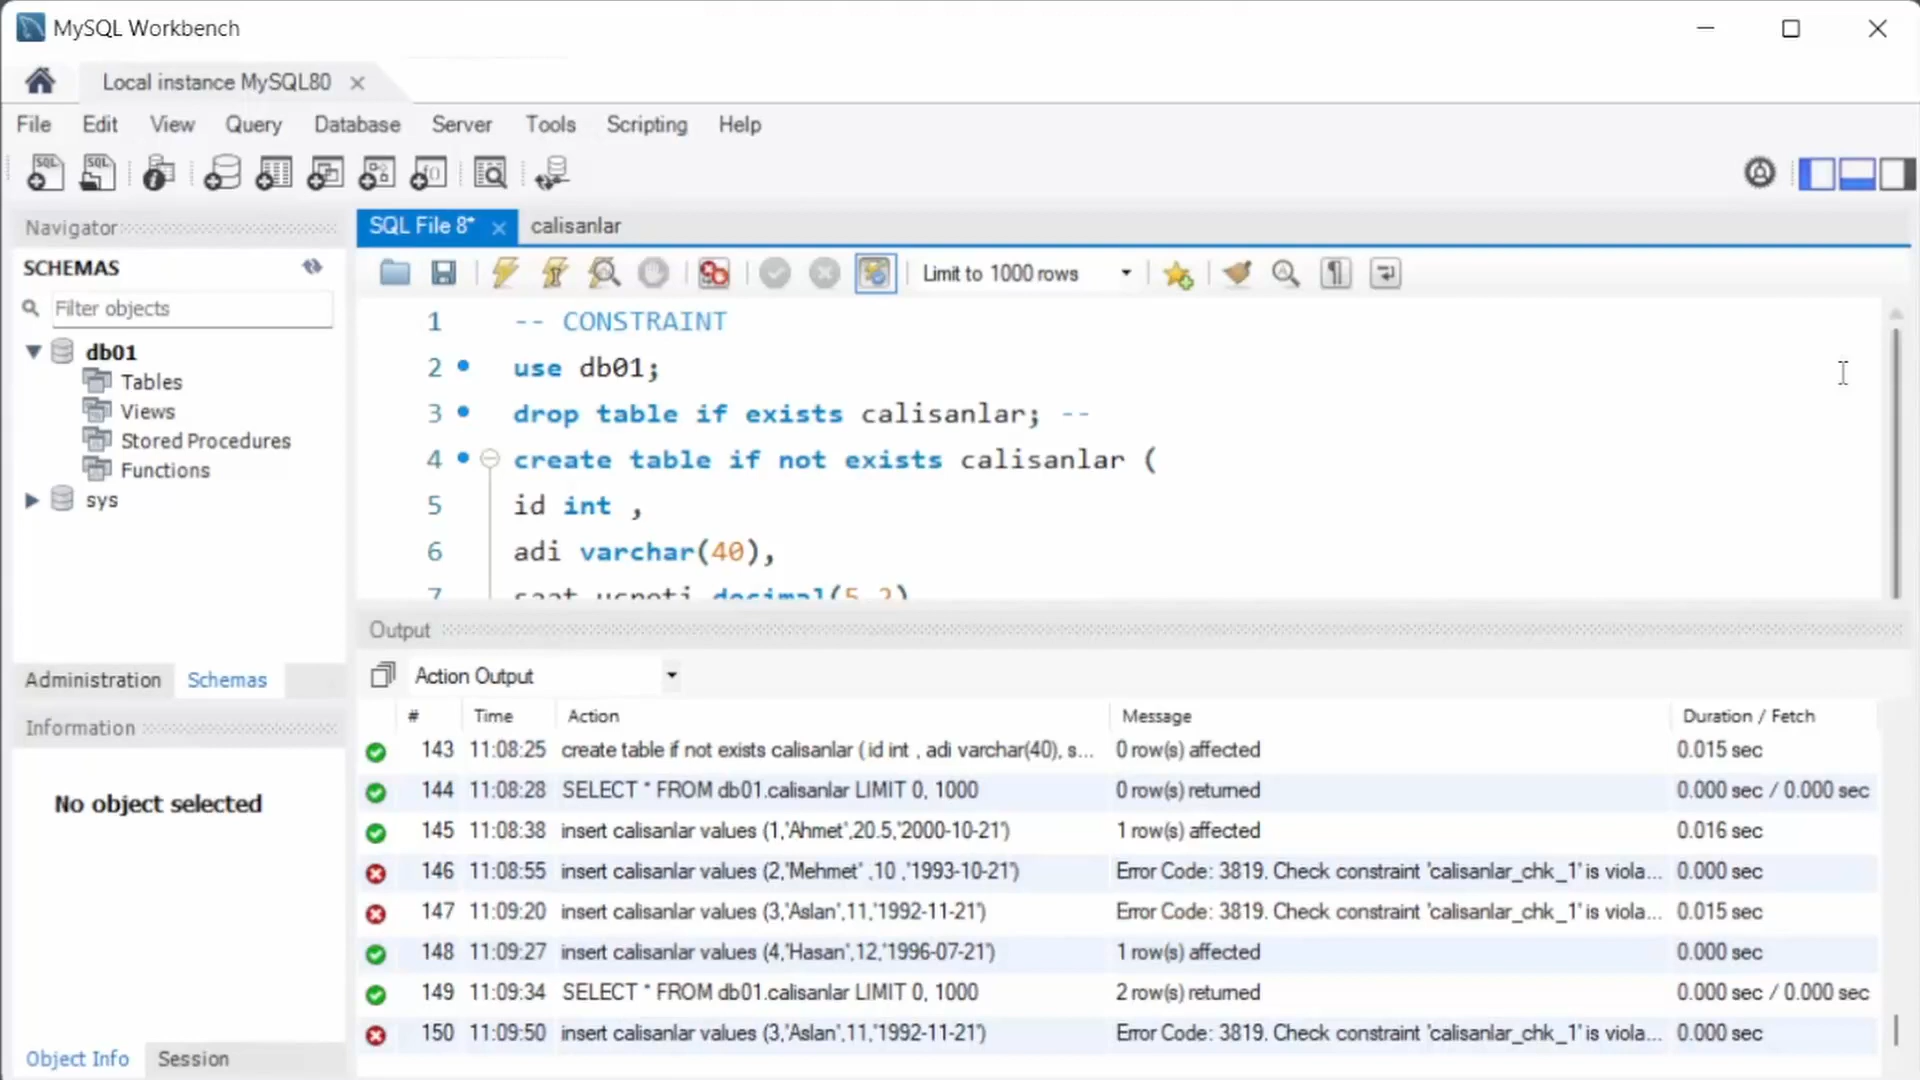 MySQL Workbench
Local instance MySQL80
File Edit View Query Database Server Tools Scripting Help
Navigator
SCHEMAS
Filter objects
db01
Tables
Views
Stored Procedures
Functions
sys
Administration Schemas
Information
No object selected
Object Info Session
SQL File 8* calisanlar
Limit to 1000 rows
1 -- CONSTRAINT
2 use db01;
3 drop table if exists calisanlar; --
4 create table if not exists calisanlar (
5 id int ,
6 adi varchar(40),
7 saat_ucreti decimal(5,2)
Output
Action Output
# Time Action Message Duration / Fetch
143 11:08:25 create table if not exists calisanlar ( id int , adi varchar(40), s... 0 row(s) affected 0.015 sec
144 11:08:28 SELECT * FROM db01.calisanlar LIMIT 0, 1000 0 row(s) returned 0.000 sec / 0.000 sec
145 11:08:38 insert calisanlar values (1,'Ahmet',20.5,'2000-10-21') 1 row(s) affected 0.016 sec
146 11:08:55 insert calisanlar values (2,'Mehmet' ,10 ,'1993-10-21') Error Code: 3819. Check constraint 'calisanlar_chk_1' is viola... 0.000 sec
147 11:09:20 insert calisanlar values (3,'Aslan',11,'1992-11-21') Error Code: 3819. Check constraint 'calisanlar_chk_1' is viola... 0.015 sec
148 11:09:27 insert calisanlar values (4,'Hasan',12,'1996-07-21') 1 row(s) affected 0.000 sec
149 11:09:34 SELECT * FROM db01.calisanlar LIMIT 0, 1000 2 row(s) returned 0.000 sec / 0.000 sec
150 11:09:50 insert calisanlar values (3,'Aslan',11,'1992-11-21') Error Code: 3819. Check constraint 'calisanlar_chk_1' is viola... 0.000 sec